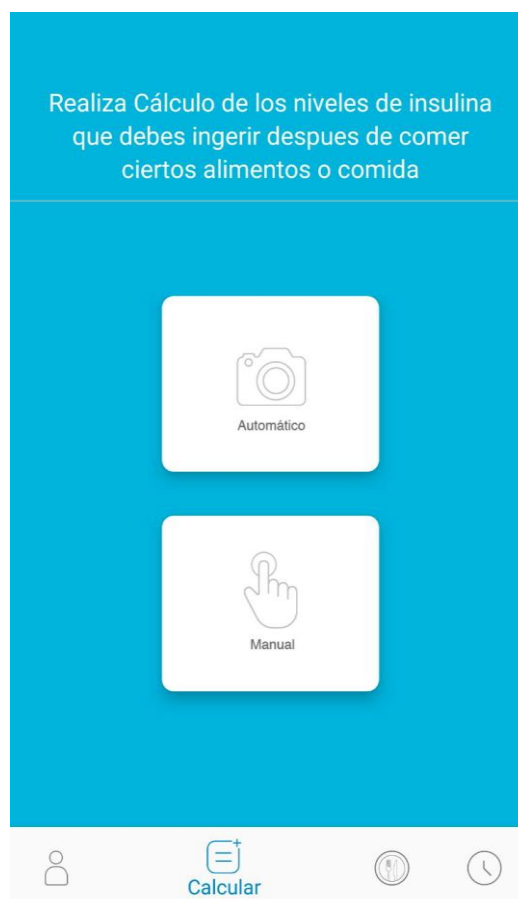 Realiza Cálculo de los niveles de insulina
que debes ingerir despues de comer
ciertos alimentos o comida
Automático
Manual
Calcular